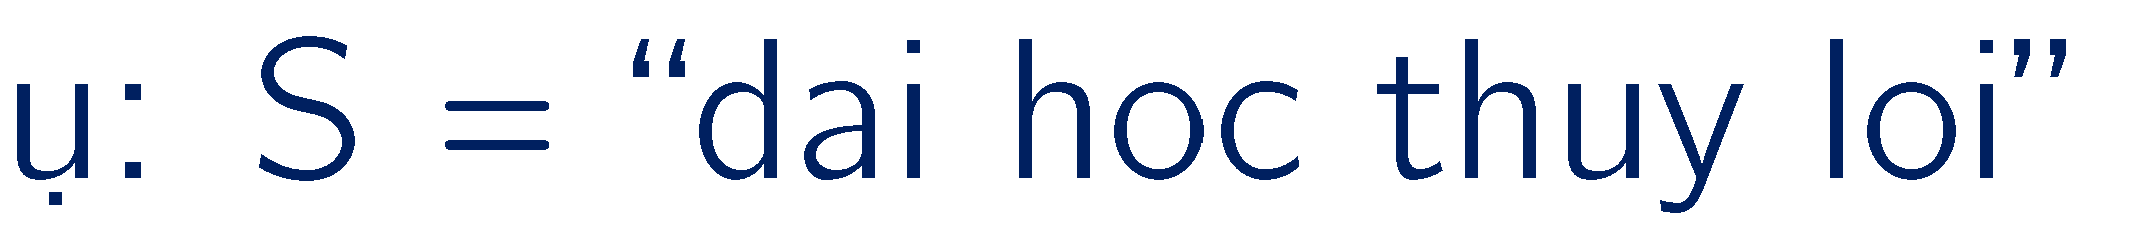 ụ: S = “dai hoc thuy loi”